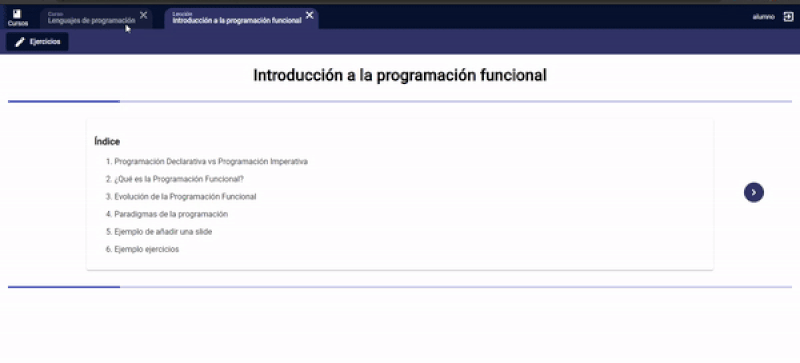 Cursos
Curso
Lenguajes de programación
Lección
Introducción a la programación funcional
alumno
Ejercicios
Introducción a la programación funcional
Índice
1. Programación Declarativa vs Programación Imperativa
2. ¿Qué es la Programación Funcional?
3. Evolución de la Programación Funcional
4. Paradigmas de la programación
5. Ejemplo de añadir una slide
6. Ejemplo ejercicios